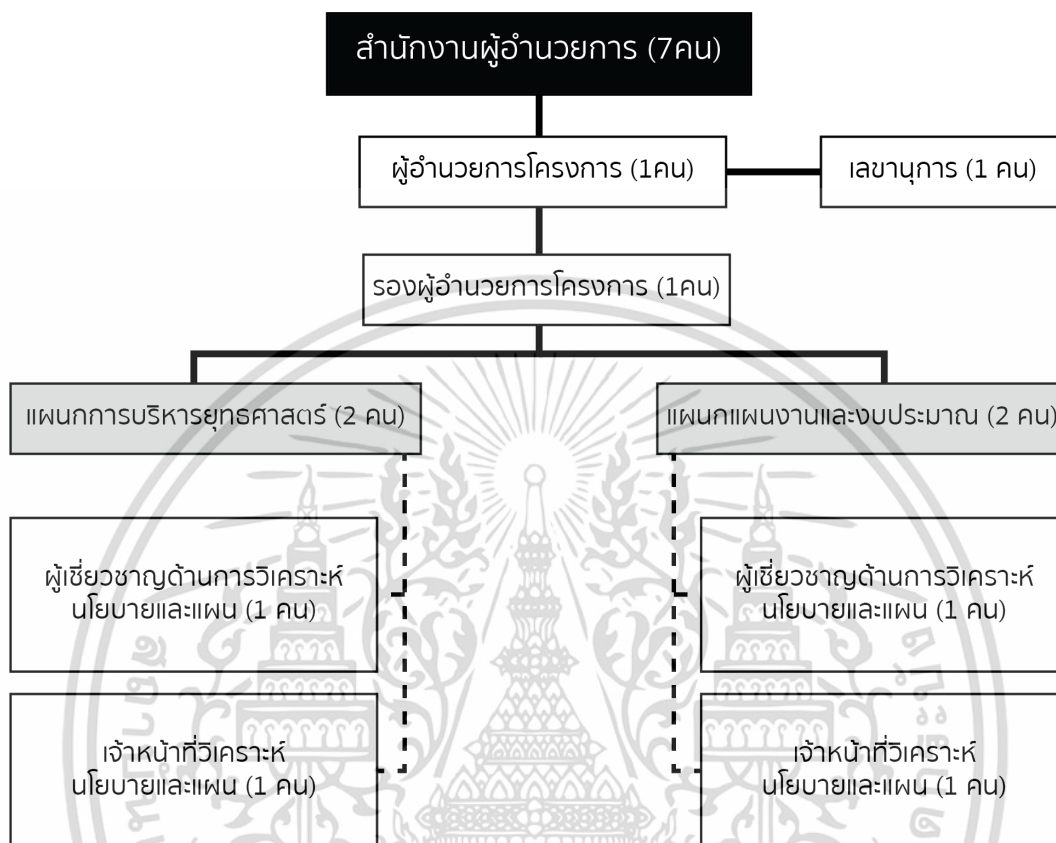 สำนักงานผู้อำนวยการ (7คน)
ผู้อำนวยการโครงการ (1คน)
เลขานุการ (1 คน)
รองผู้อำนวยการโครงการ (1คน)
แผนกการบริหารยุทธศาสตร์ (2 คน)
แผนกแผนงานและงบประมาณ (2 คน)
ผู้เชี่ยวชาญด้านการวิเคราะห์
นโยบายและแผน (1 คน)
ผู้เชี่ยวชาญด้านการวิเคราะห์
นโยบายและแผน (1 คน)
เจ้าหน้าที่วิเคราะห์
นโยบายและแผน (1 คน)
เจ้าหน้าที่วิเคราะห์
นโยบายและแผน (1 คน)